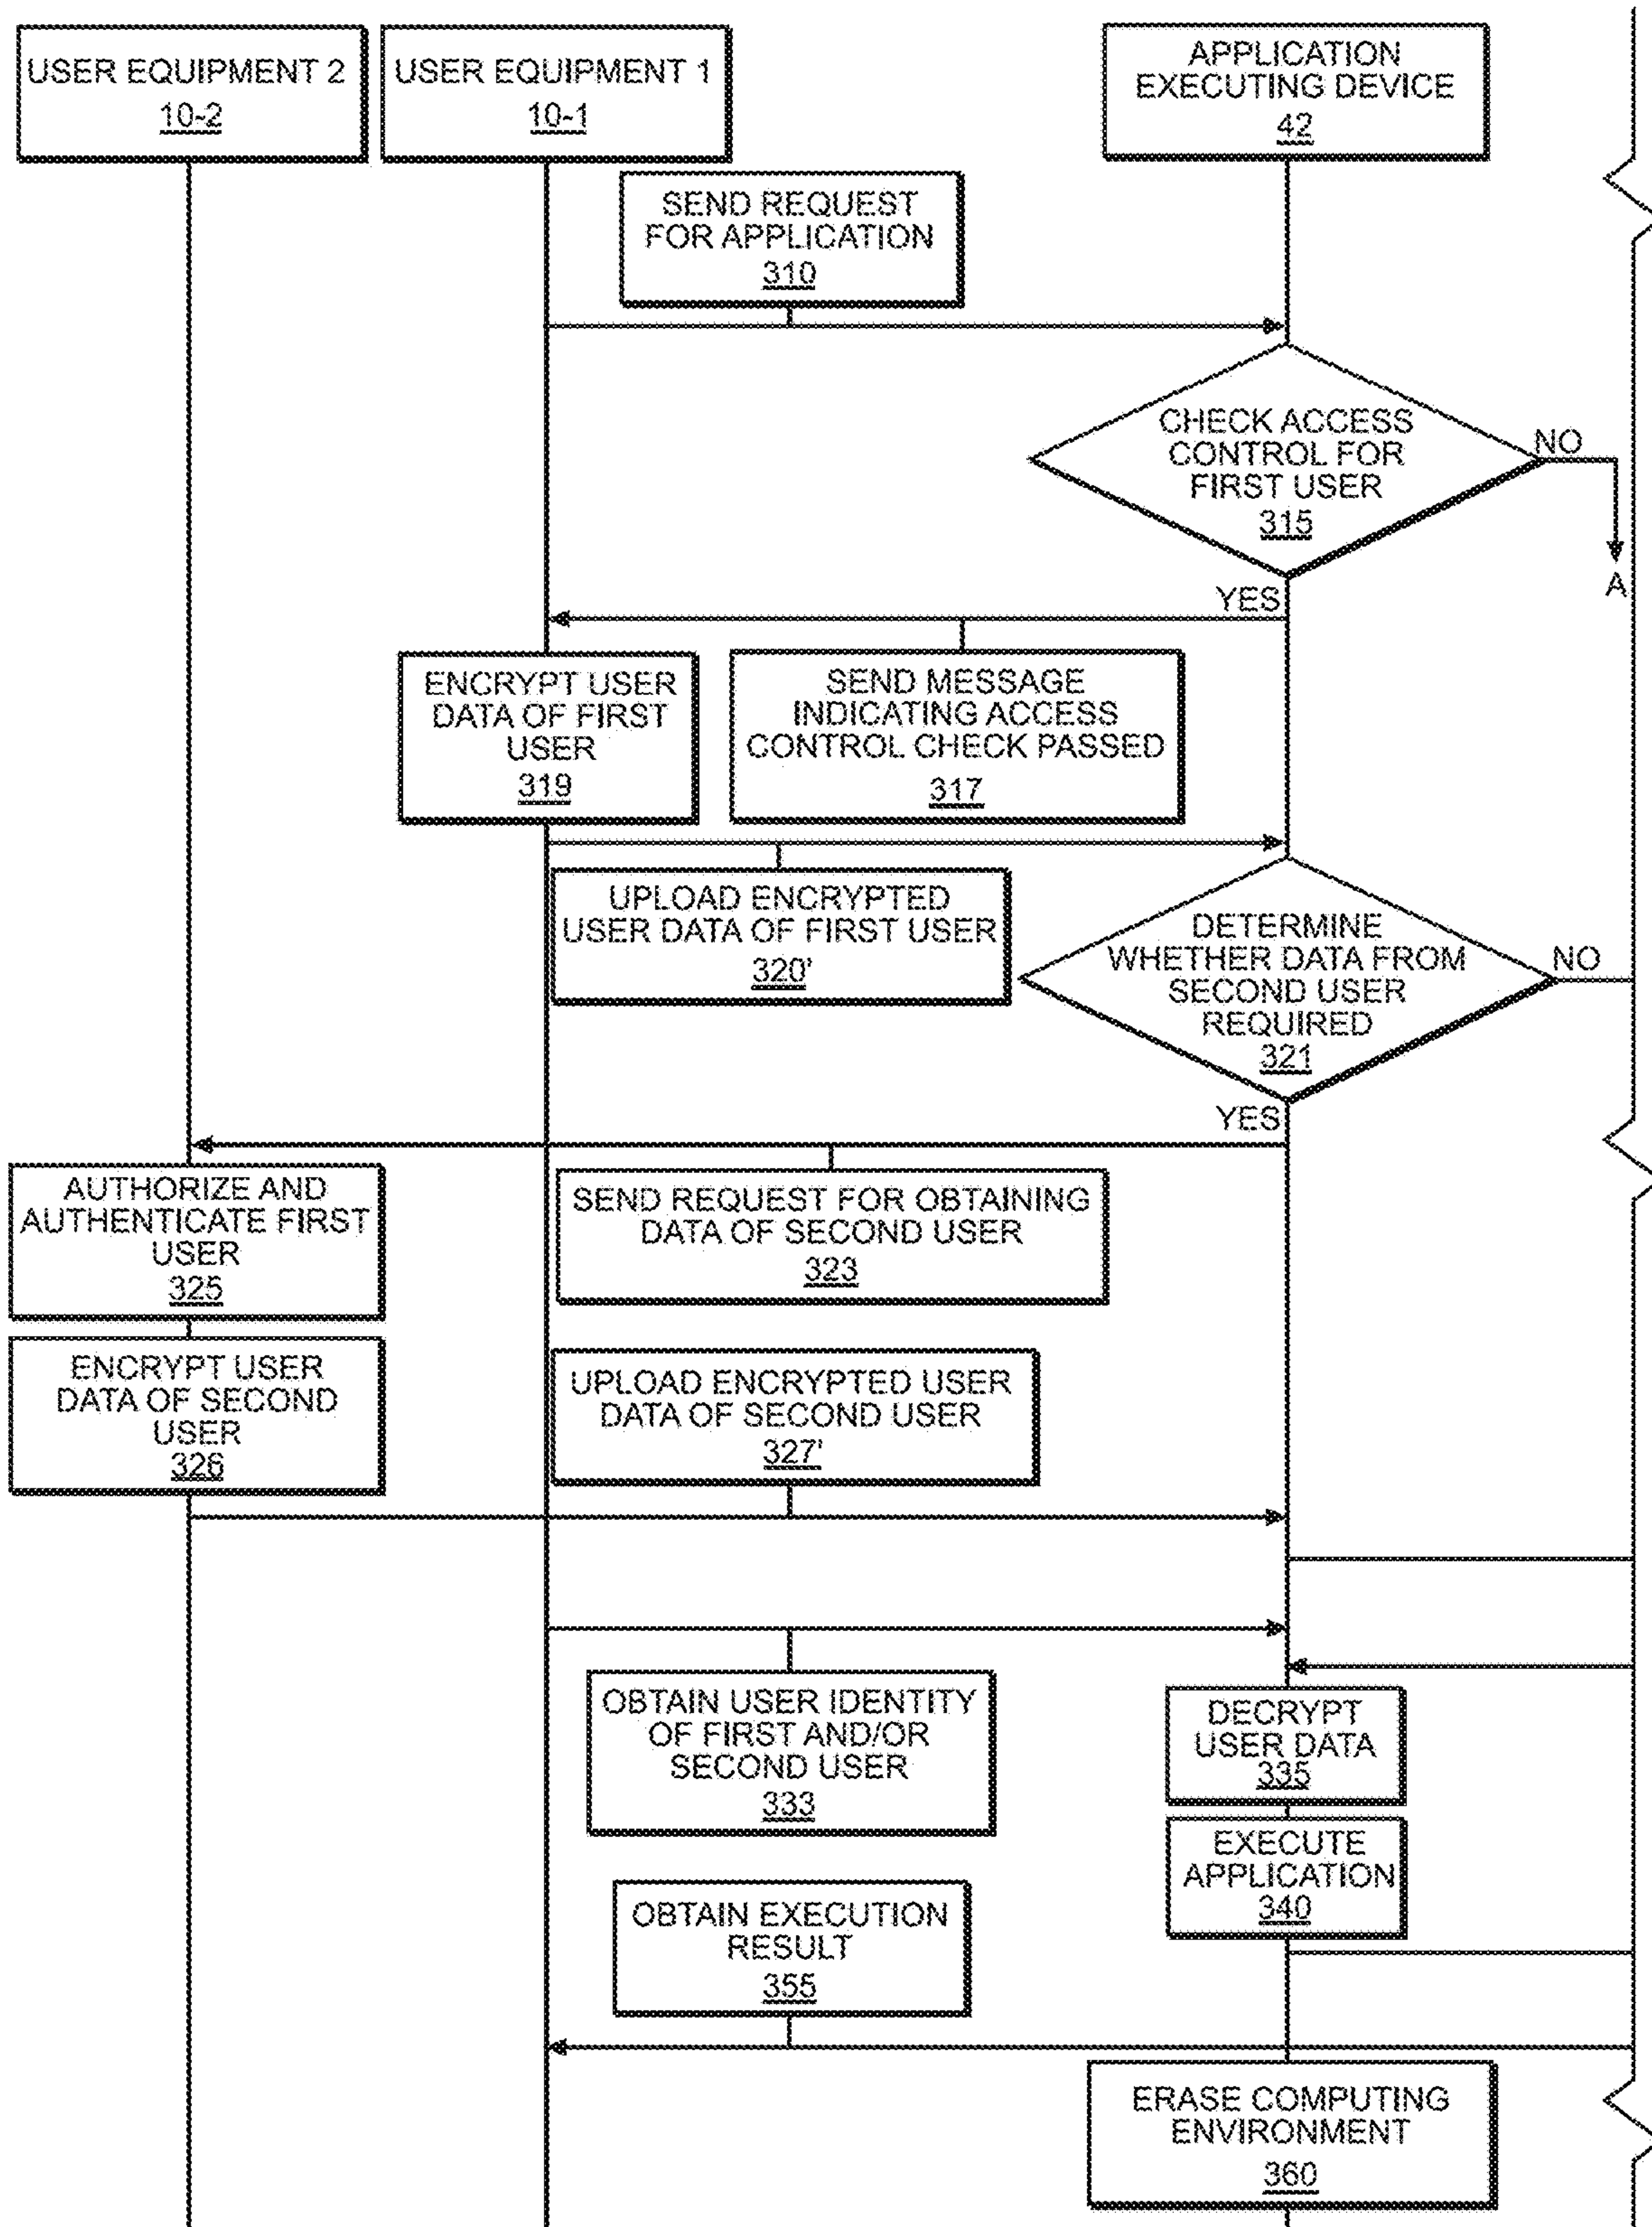 USER EQUIPMENT 2
10-2
USER EQUIPMENT 1
10-1
APPLICATION
EXECUTING DEVICE
42
SEND REQUEST
FOR APPLICATION
310
CHECK ACCESS
CONTROL FOR
FIRST USER
315
NO
A
YES
ENCRYPT USER
DATA OF FIRST
USER
319
SEND MESSAGE
INDICATING ACCESS
CONTROL CHECK PASSED
317
UPLOAD ENCRYPTED
USER DATA OF FIRST USER
320'
DETERMINE
WHETHER DATA FROM
SECOND USER
REQUIRED
321
NO
YES
AUTHORIZE AND
AUTHENTICATE FIRST
USER
325
SEND REQUEST FOR OBTAINING
DATA OF SECOND USER
323
ENCRYPT USER
DATA OF SECOND
USER
326
UPLOAD ENCRYPTED USER
DATA OF SECOND USER
327'
OBTAIN USER IDENTITY
OF FIRST AND/OR
SECOND USER
333
DECRYPT
USER DATA
335
EXECUTE
APPLICATION
340
OBTAIN EXECUTION
RESULT
355
ERASE COMPUTING
ENVIRONMENT
360